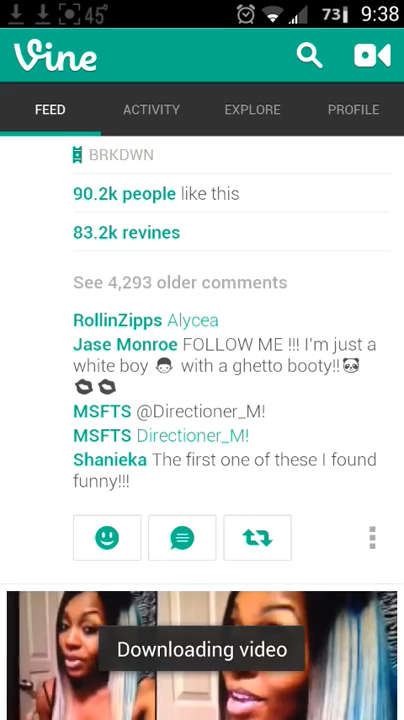 45°
73
9:38
Vine
FEED
ACTIVITY
EXPLORE
PROFILE
BRKDWN
90.2k people like this
83.2k revines
See 4,293 older comments
RollinZipps Alycea
Jase Monroe FOLLOW ME !!! I'm just a
white boy with a ghetto booty!!
MSFTS @Directioner_M!
MSFTS Directioner_M!
Shanieka The first one of these I found
funny!!!
Downloading video